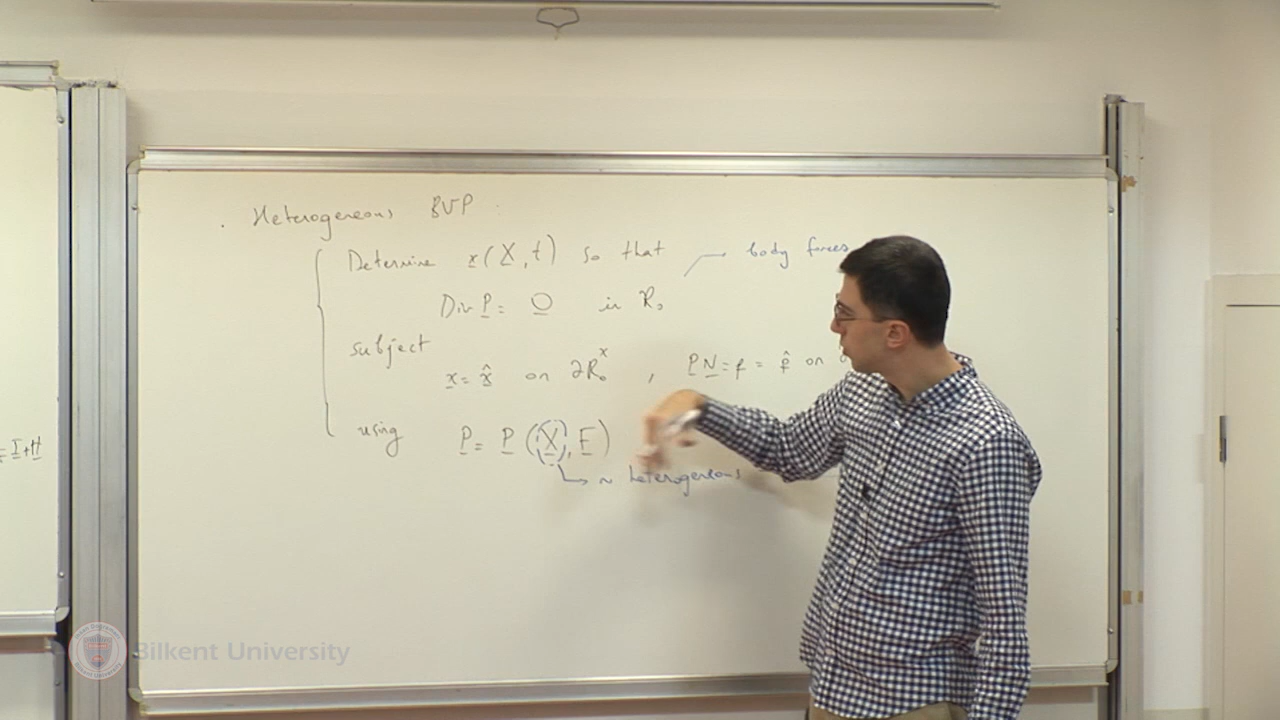 Heterogeneous BVP
Determine x(X,t) so that
body forces
Div P = 0 in R₀
subject
x = x̂ on ∂R₀ˣ , P N = p = p̂ on
using P = P (X, F)
↳ ~ heterogeneous
= I+H
Bilkent University